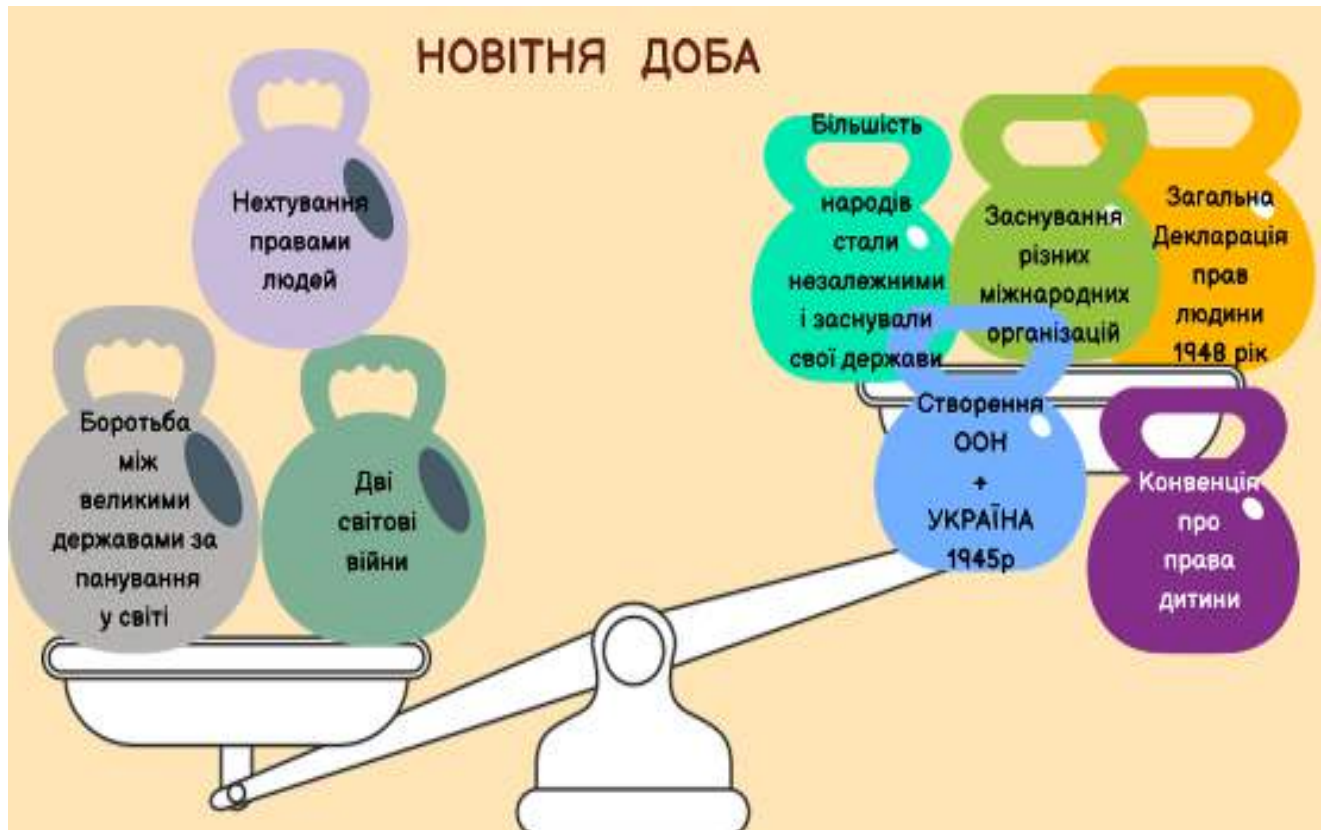 НОВІТНЯ ДОБА
Нехтування
правами
людей
Боротьба
між
великими
державами за
панування
у світі
Дві
світові
війни
Більшість
народів
стали
незалежними
і заснували
свої держави
Заснування
різних
міжнародних
організацій
Загальна
Декларація
прав
людини
1948 рік
Створення
ООН
+
УКРАЇНА
1945р
Конвенція
про
права
дитини